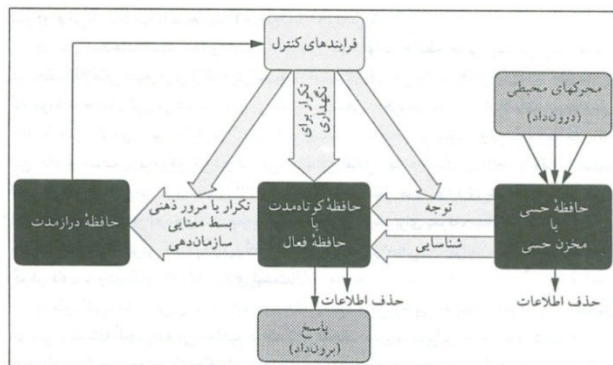 فرایندهای کنترل
تکرار برای
نگهداری
محرکهای محیطی
(درون‌داد)
حافظهٔ حسی
یا
مخزن حسی
توجه
شناسایی
حافظهٔ کوتاه‌مدت
یا
حافظهٔ فعال
تکرار یا مرور ذهنی
بسط معنایی
سازمان‌دهی
حافظهٔ درازمدت
حذف اطلاعات
حذف اطلاعات
پاسخ
(برون‌داد)